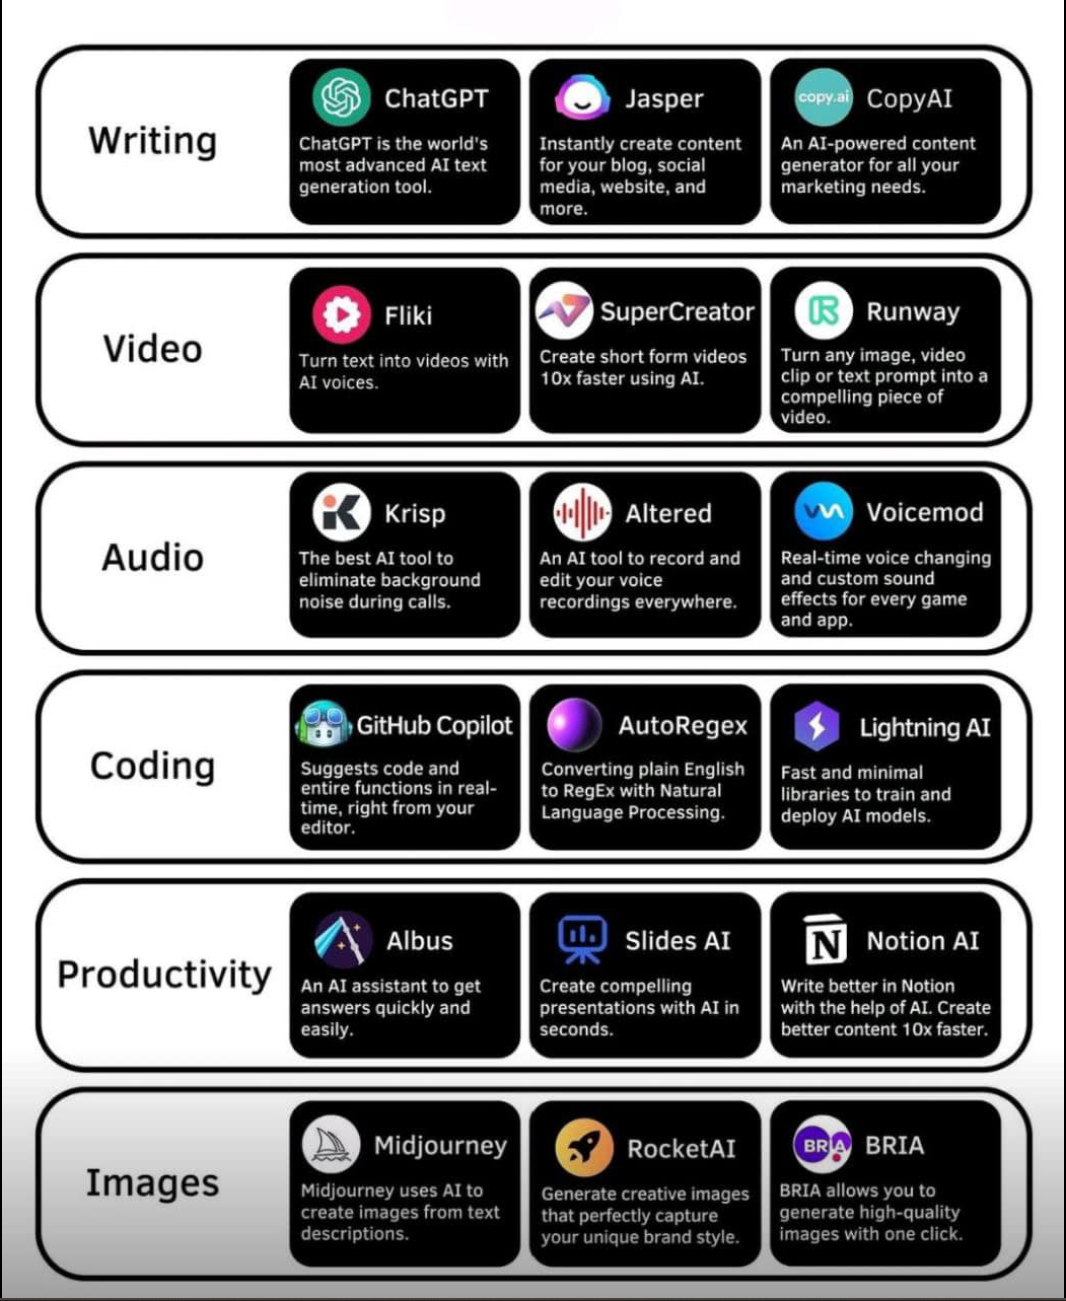 Writing
ChatGPT
ChatGPT is the world's
most advanced AI text
generation tool.
Jasper
Instantly create content
for your blog, social
media, website, and
more.
copy.ai
CopyAI
An AI-powered content
generator for all your
marketing needs.
Video
Fliki
Turn text into videos with
AI voices.
SuperCreator
Create short form videos
10x faster using AI.
Runway
Turn any image, video
clip or text prompt into a
compelling piece of
video.
Audio
Krisp
The best AI tool to
eliminate background
noise during calls.
Altered
An AI tool to record and
edit your voice
recordings everywhere.
Voicemod
Real-time voice changing
and custom sound
effects for every game
and app.
Coding
GitHub Copilot
Suggests code and
entire functions in real-
time, right from your
editor.
AutoRegex
Converting plain English
to RegEx with Natural
Language Processing.
Lightning AI
Fast and minimal
libraries to train and
deploy AI models.
Productivity
Albus
An AI assistant to get
answers quickly and
easily.
Slides AI
Create compelling
presentations with AI in
seconds.
N
Notion AI
Write better in Notion
with the help of AI. Create
better content 10x faster.
Images
Midjourney
Midjourney uses AI to
create images from text
descriptions.
RocketAI
Generate creative images
that perfectly capture
your unique brand style.
BRIA
BRIA
BRIA allows you to
generate high-quality
images with one click.